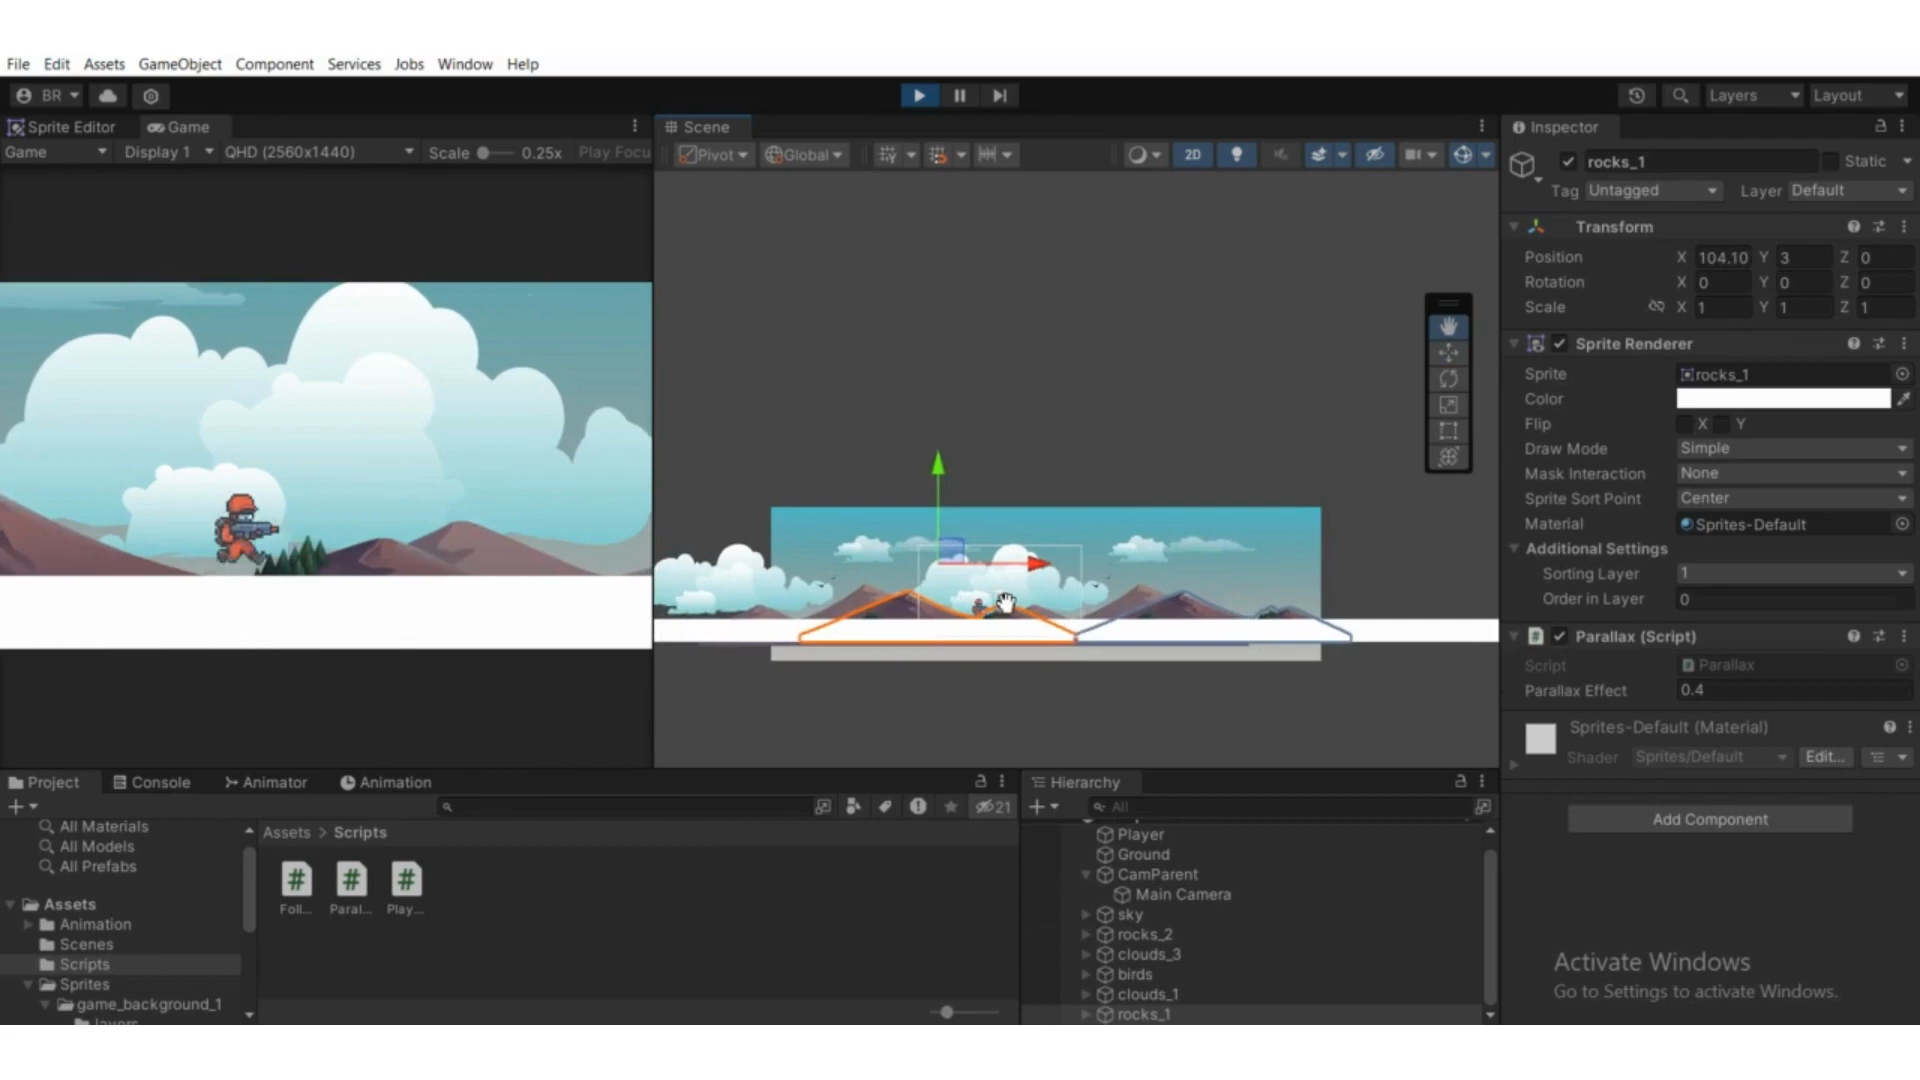 File Edit Assets GameObject Component Services Jobs Window Help
BR Layers Layout
Sprite Editor Game
Scene
Inspector
Game Display 1 QHD (2560x1440) Scale 0.25x Play Focu
Pivot Global 2D
rocks_1 Static
Tag Untagged Layer Default
Transform
Position X 104.10 Y 3 Z 0
Rotation X 0 Y 0 Z 0
Scale X 1 Y 1 Z 1
Sprite Renderer
Sprite rocks_1
Color
Flip X Y
Draw Mode Simple
Mask Interaction None
Sprite Sort Point Center
Material Sprites-Default
Additional Settings
Sorting Layer 1
Order in Layer 0
Parallax (Script)
Script Parallax
Parallax Effect 0.4
Sprites-Default (Material)
Shader Sprites/Default Edit...
Add Component
Project Console Animator Animation
21
All Materials
All Models
All Prefabs
Assets
Animation
Scenes
Scripts
Sprites
game_background_1
layers
Assets > Scripts
Foll... Paral... Play...
Hierarchy
All
Player
Ground
CamParent
Main Camera
sky
rocks_2
clouds_3
birds
clouds_1
rocks_1
Activate Windows
Go to Settings to activate Windows.